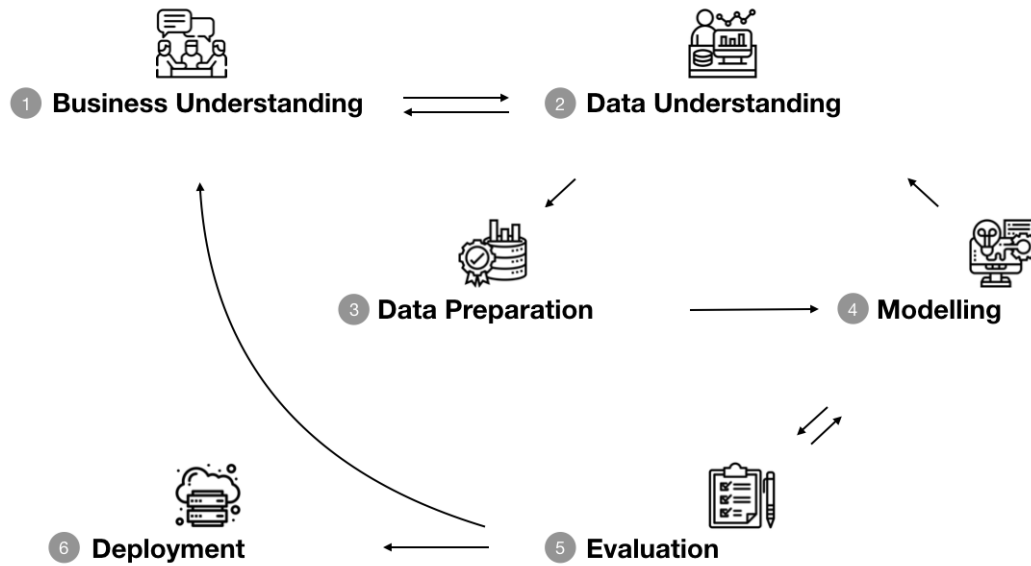 1 Business Understanding
2 Data Understanding
3 Data Preparation
4 Modelling
5 Evaluation
6 Deployment